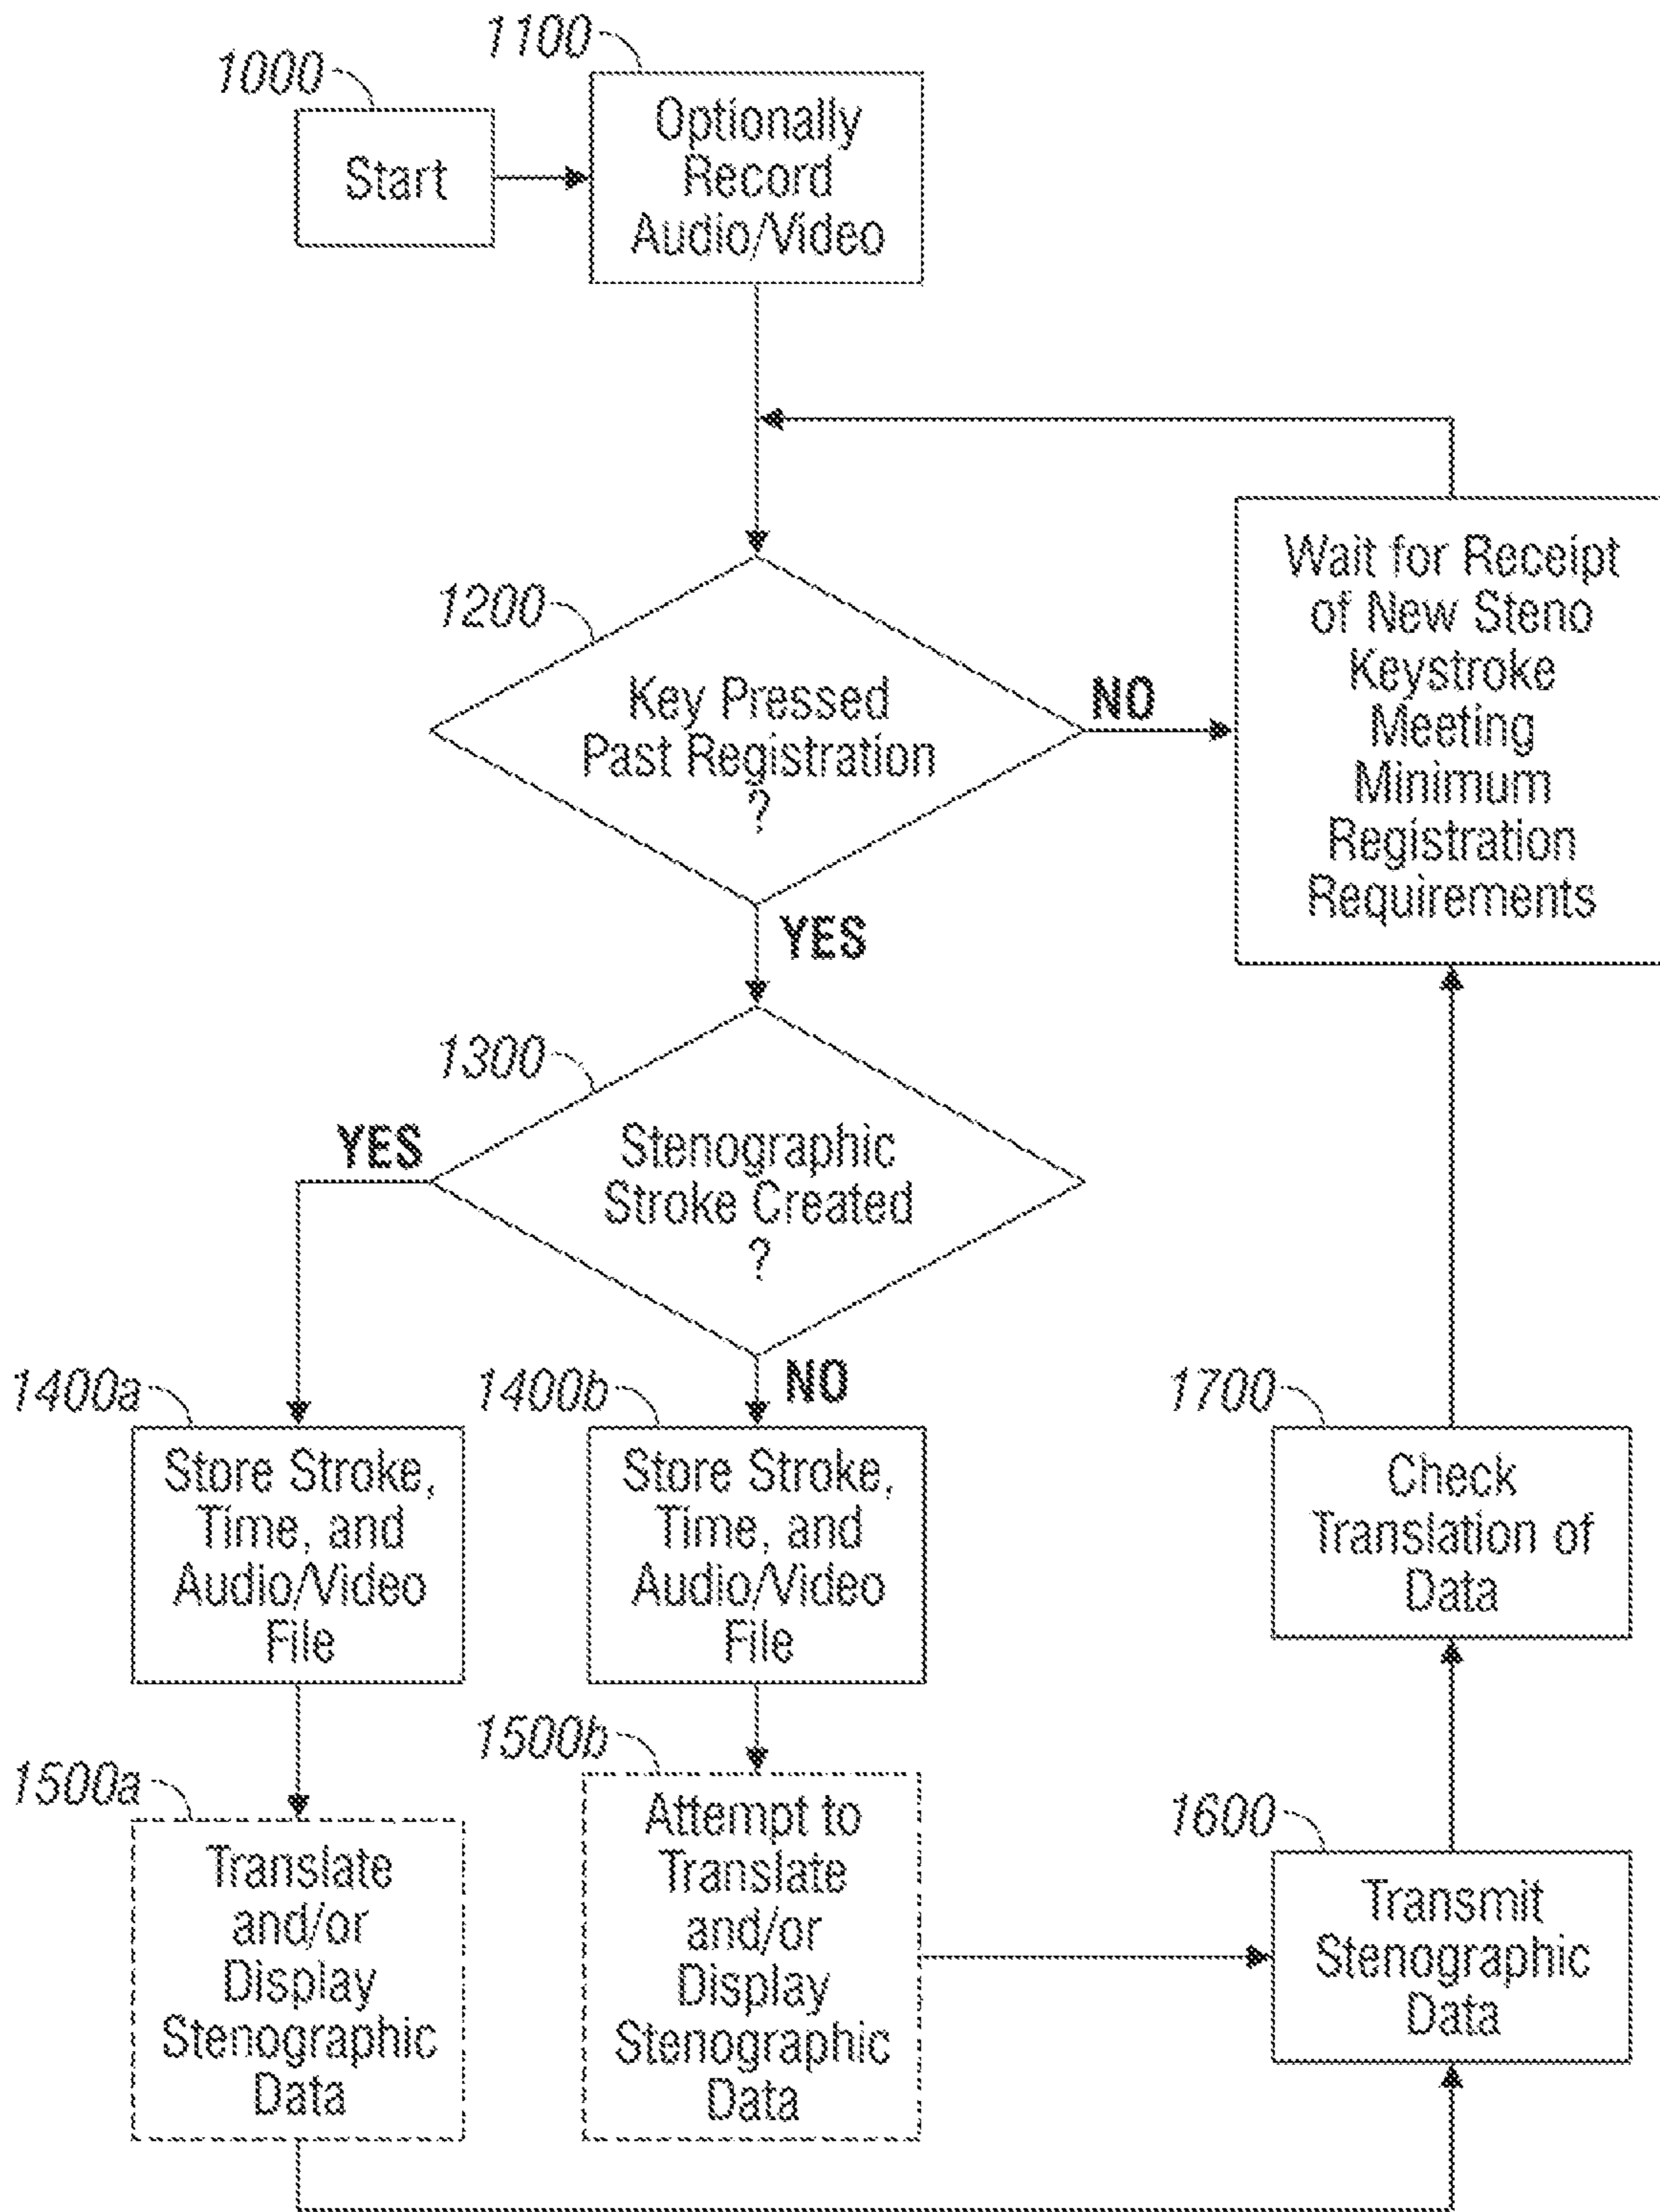 1000
Start
1100
Optionally
Record
Audio/Video
1200
Key Pressed
Past Registration
?
NO
Wait for Receipt
of New Steno
Keystroke
Meeting
Minimum
Registration
Requirements
YES
1300
Stenographic
Stroke Created
?
YES
NO
1400a
Store Stroke,
Time, and
Audio/Video
File
1400b
Store Stroke,
Time, and
Audio/Video
File
1500a
Translate
and/or
Display
Stenographic
Data
1500b
Attempt to
Translate
and/or
Display
Stenographic
Data
1600
Transmit
Stenographic
Data
1700
Check
Translation of
Data